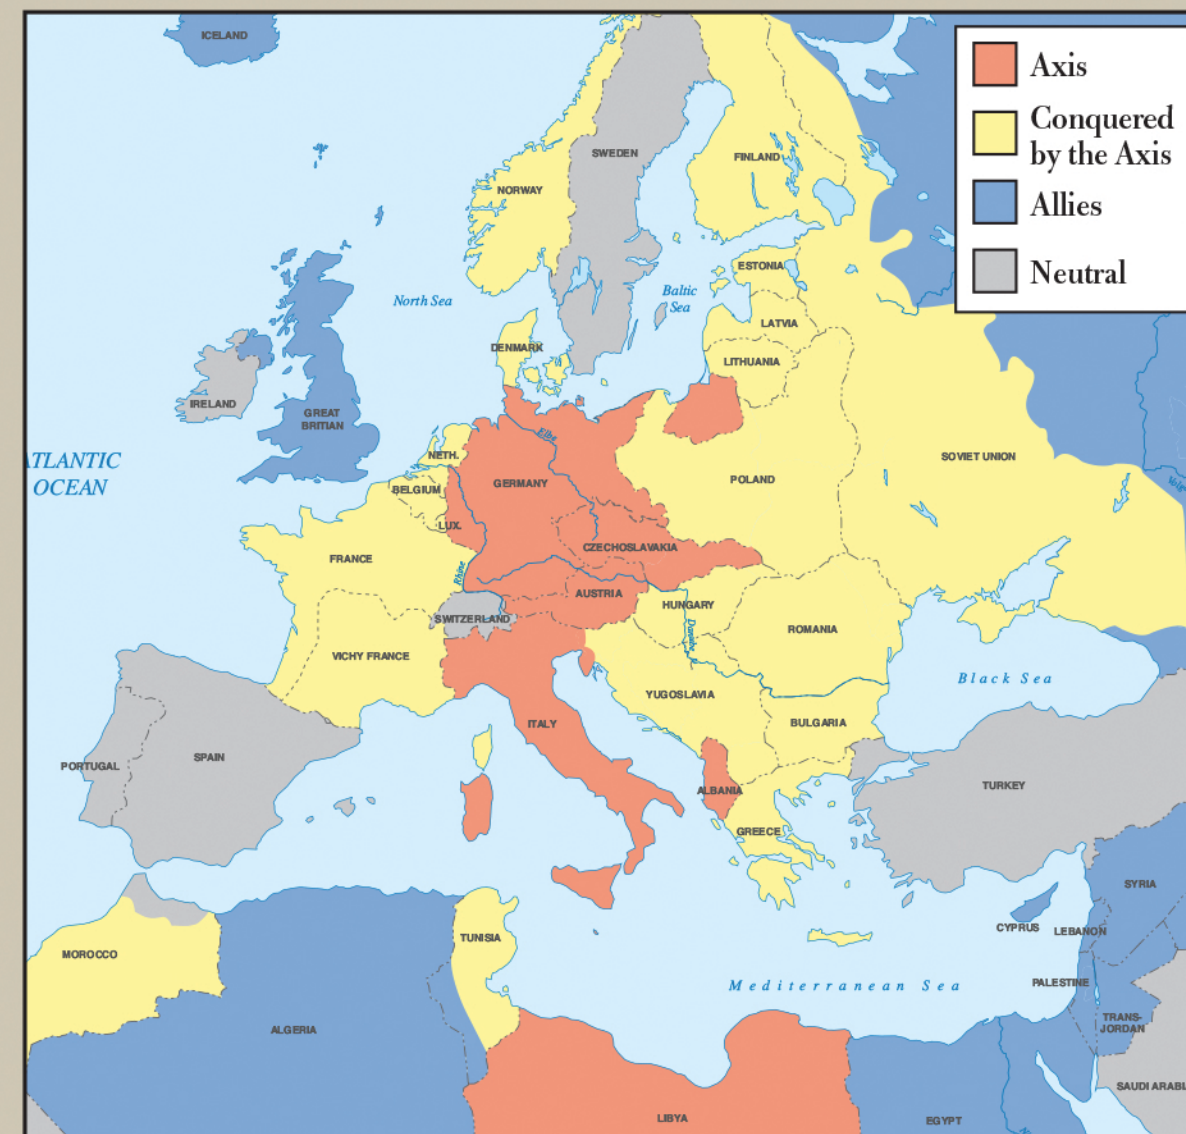 ICELAND
Axis
Conquered
by the Axis
Allies
Neutral
SWEDEN
FINLAND
NORWAY
ESTONIA
North Sea
Baltic
Sea
LATVIA
DENMARK
LITHUANIA
IRELAND
GREAT
BRITIAN
Elbe
ATLANTIC
OCEAN
NETH.
SOVIET UNION
POLAND
GERMANY
BELGIUM
LUX.
CZECHOSLAVAKIA
FRANCE
Rhine
AUSTRIA
HUNGARY
SWITZERLAND
ROMANIA
Danube
VICHY FRANCE
Black Sea
YUGOSLAVIA
BULGARIA
ITALY
SPAIN
PORTUGAL
TURKEY
ALBANIA
GREECE
SYRIA
CYPRUS
LEBANON
TUNISIA
MOROCCO
PALESTINE
Mediterranean Sea
TRANS-
JORDAN
ALGERIA
SAUDI ARABI
LIBYA
EGYPT